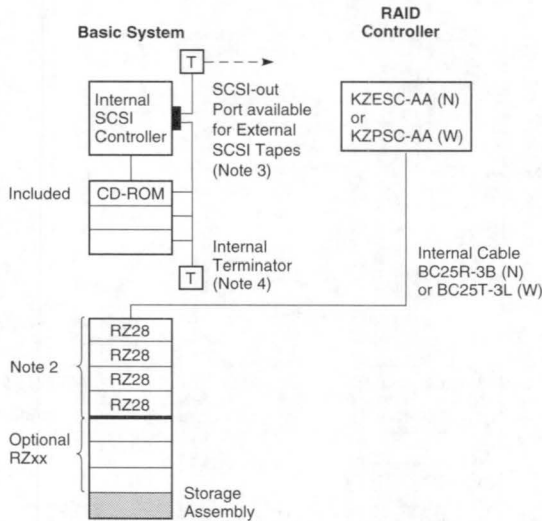 Basic System
RAID
Controller
T
Internal
SCSI
Controller
SCSI-out
Port available
for External
SCSI Tapes
(Note 3)
KZESC-AA (N)
or
KZPSC-AA (W)
Included
CD-ROM
Internal
Terminator
(Note 4)
T
Internal Cable
BC25R-3B (N)
or BC25T-3L (W)
Note 2
RZ28
RZ28
RZ28
RZ28
Optional
RZxx
Storage
Assembly